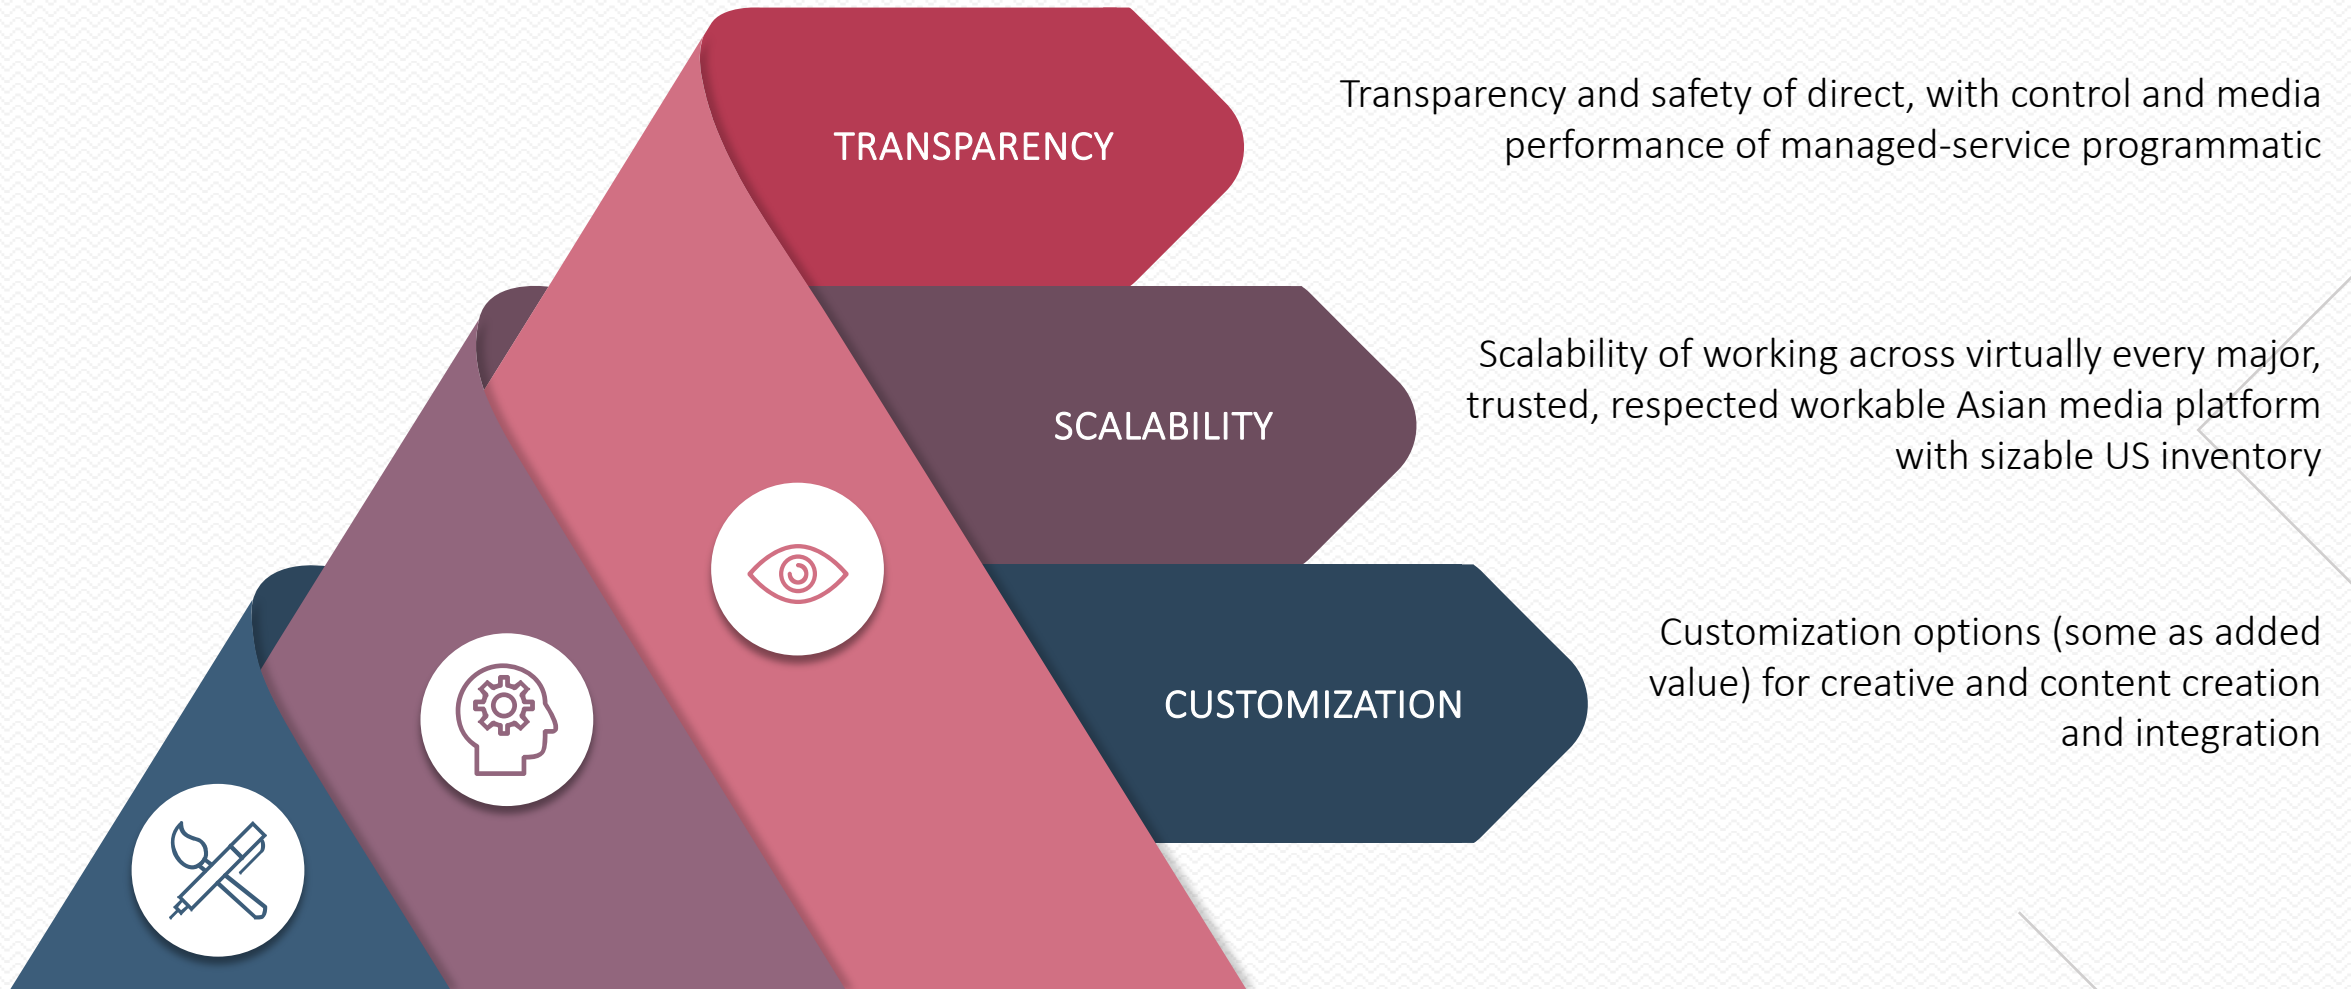 TRANSPARENCY
Transparency and safety of direct, with control and media
performance of managed-service programmatic
SCALABILITY
Scalability of working across virtually every major,
trusted, respected workable Asian media platform
with sizable US inventory
CUSTOMIZATION
Customization options (some as added
value) for creative and content creation
and integration